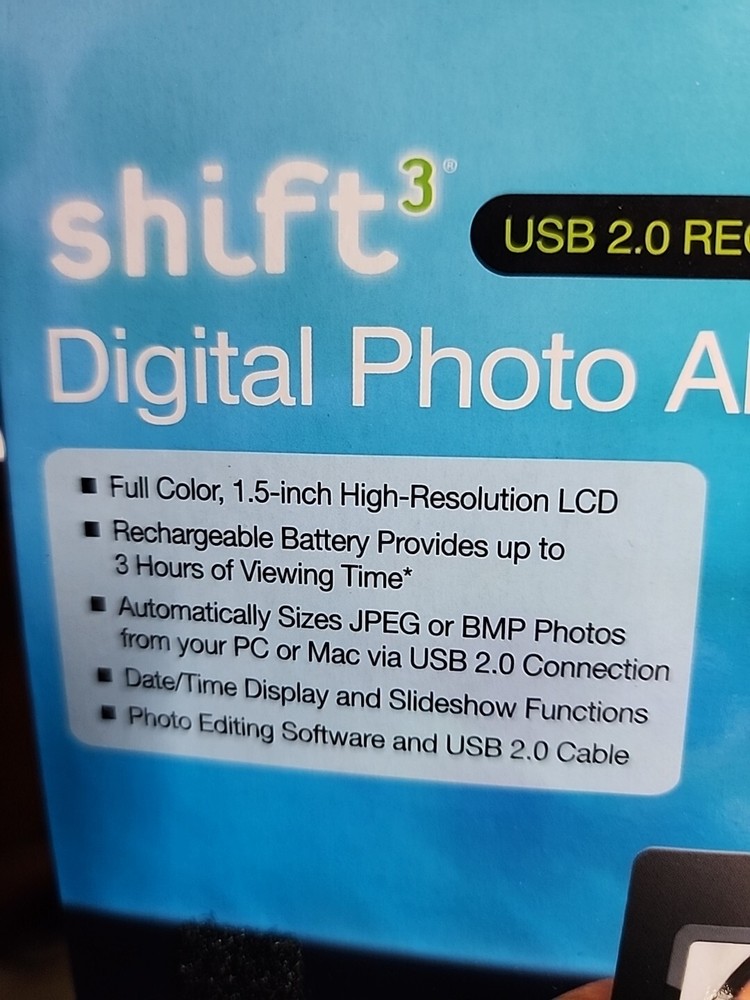 shift3®
USB 2.0 REC
Digital Photo Al
■ Full Color, 1.5-inch High-Resolution LCD
■ Rechargeable Battery Provides up to
3 Hours of Viewing Time*
■ Automatically Sizes JPEG or BMP Photos
from your PC or Mac via USB 2.0 Connection
■ Date/Time Display and Slideshow Functions
■ Photo Editing Software and USB 2.0 Cable